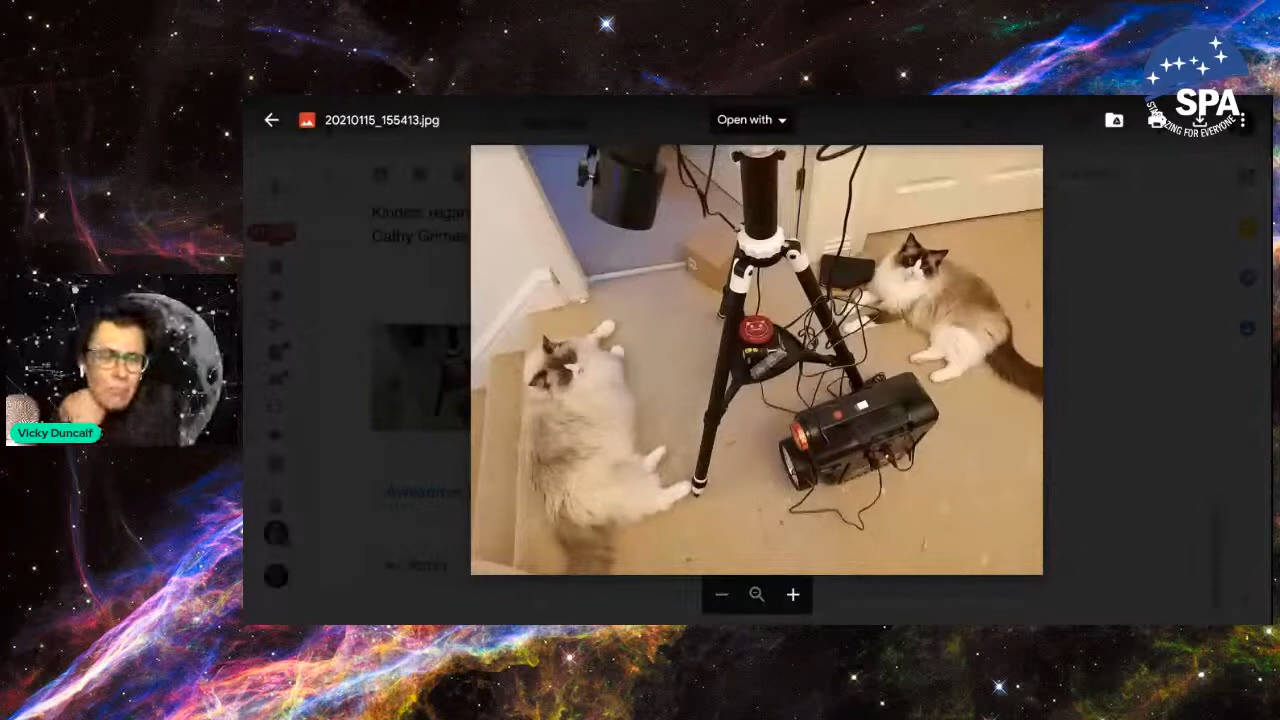 SPA
STARGAZING FOR EVERYONE
20210115_155413.jpg
Open with
Kindest regar
Cathy Grimes
Vicky Duncalf